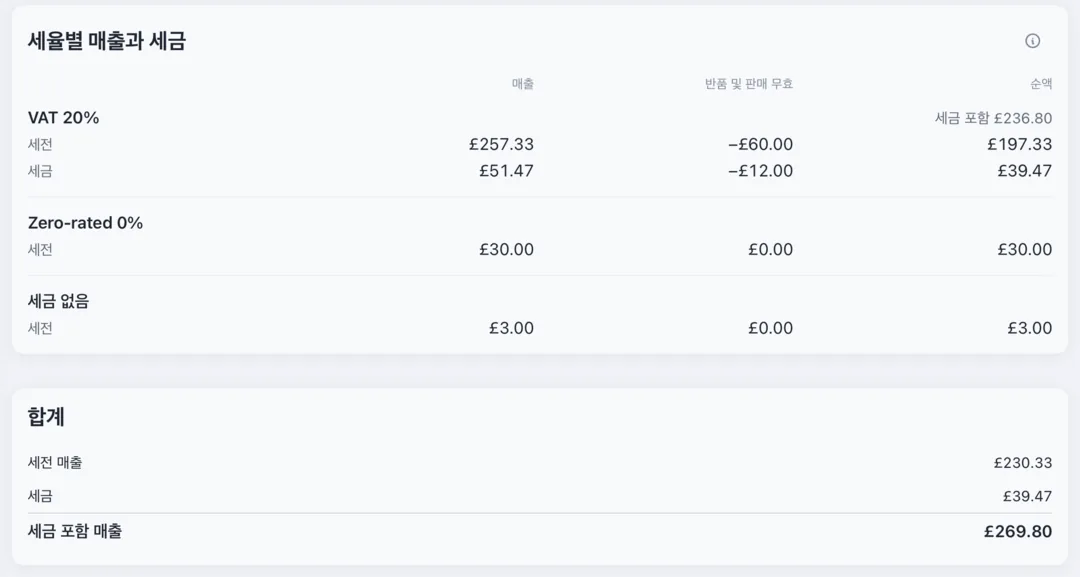 세율별 매출과 세금
매출 반품 및 판매 무효 순액
VAT 20% 세금 포함 £236.80
세전 £257.33 –£60.00 £197.33
세금 £51.47 –£12.00 £39.47
Zero-rated 0%
세전 £30.00 £0.00 £30.00
세금 없음
세전 £3.00 £0.00 £3.00
합계
세전 매출 £230.33
세금 £39.47
세금 포함 매출 £269.80